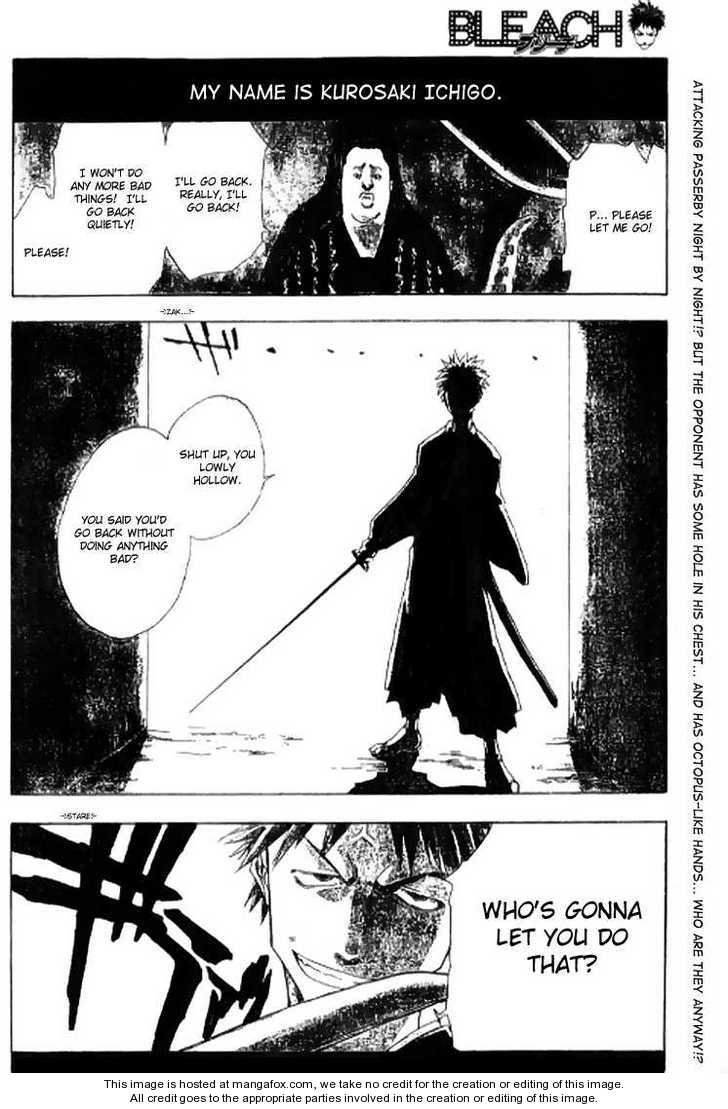 BLEACH
ブリーチ
MY NAME IS KUROSAKI ICHIGO.
P... PLEASE
LET ME GO!
I'LL GO BACK.
REALLY, I'LL
GO BACK!
I WON'T DO
ANY MORE BAD
THINGS! I'LL
GO BACK
QUIETLY!
PLEASE!
ATTACKING PASSERBY NIGHT BY NIGHT!? BUT THE OPPONENT HAS SOME HOLE IN HIS CHEST... AND HAS OCTOPUS-LIKE HANDS... WHO ARE THEY ANYWAY!?
-:ZAK...:-
SHUT UP, YOU
LOWLY
HOLLOW.
YOU SAID YOU'D
GO BACK WITHOUT
DOING ANYTHING
BAD?
-:STARE:-
WHO'S GONNA
LET YOU DO
THAT?
This image is hosted at mangafox.com, we take no credit for the creation or editing of this image.
All credit goes to the appropriate parties involved in the creation or editing of this image.